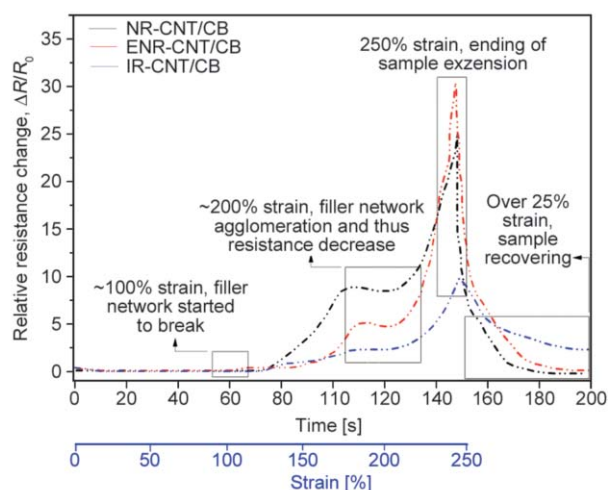 NR-CNT/CB
ENR-CNT/CB
IR-CNT/CB
250% strain, ending of
sample exzension
~200% strain, filler network
agglomeration and thus
resistance decrease
Over 25%
strain,
sample
recovering
~100% strain, filler
network started
to break
Relative resistance change, ΔR/R₀
35
30
25
20
15
10
5
0
0 20 40 60 80 100 120 140 160 180 200
Time [s]
0 50 100 150 200 250
Strain [%]